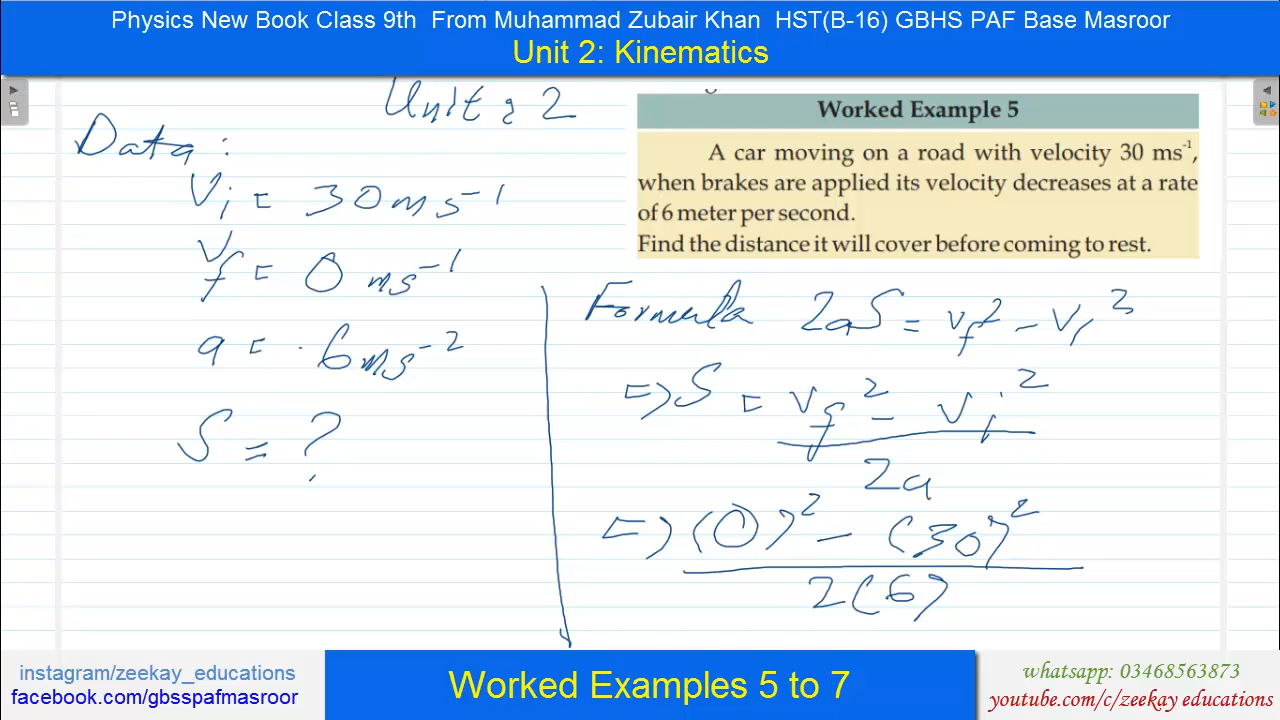 Physics New Book Class 9th From Muhammad Zubair Khan HST(B-16) GBHS PAF Base Masroor
Unit 2: Kinematics
Unit : 2
Data :
Vi = 30 ms⁻¹
Vf = 0 ms⁻¹
a = -6 ms⁻²
S = ?
Worked Example 5
A car moving on a road with velocity 30 ms⁻¹,
when brakes are applied its velocity decreases at a rate
of 6 meter per second.
Find the distance it will cover before coming to rest.
Formula 2aS = Vf² - Vi²
=> S = Vf² - Vi²
2a
=> (0)² - (30)²
2(6)
instagram/zeekay_educations
facebook.com/gbsspafmasroor
Worked Examples 5 to 7
whatsapp: 03468563873
youtube.com/c/zeekay educations